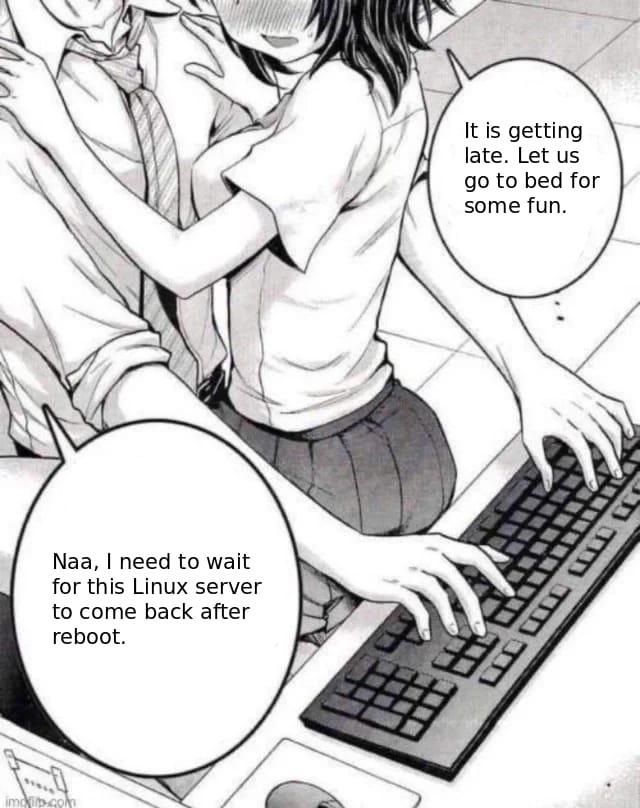 It is getting
late. Let us
go to bed for
some fun.
Naa, I need to wait
for this Linux server
to come back after
reboot.
imgflip.com